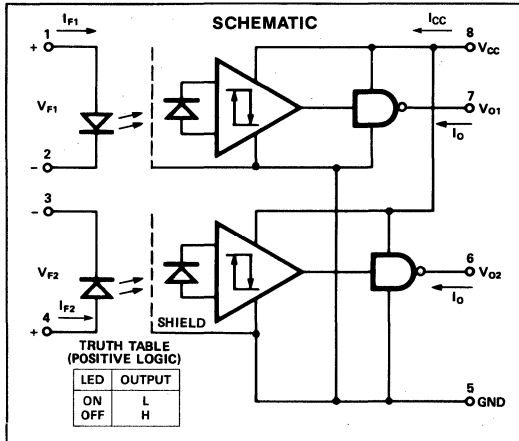 SCHEMATIC
IF1
ICC
1
+
8
VCC
VF1
7
VO1
IO
2
-
3
-
VF2
6
VO2
IO
IF2
4
+
SHIELD
TRUTH TABLE
(POSITIVE LOGIC)
LED OUTPUT
ON L
OFF H
5
GND